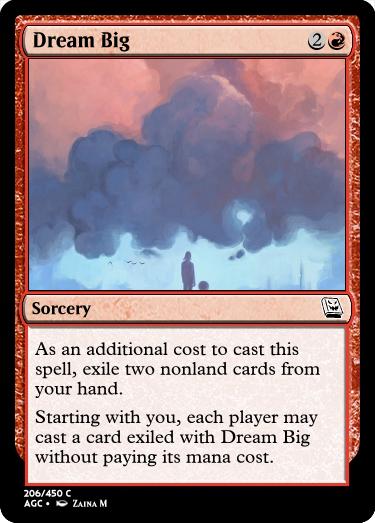 Dream Big
2
Sorcery
As an additional cost to cast this
spell, exile two nonland cards from
your hand.
Starting with you, each player may
cast a card exiled with Dream Big
without paying its mana cost.
206/450 C
AGC • Zaina M